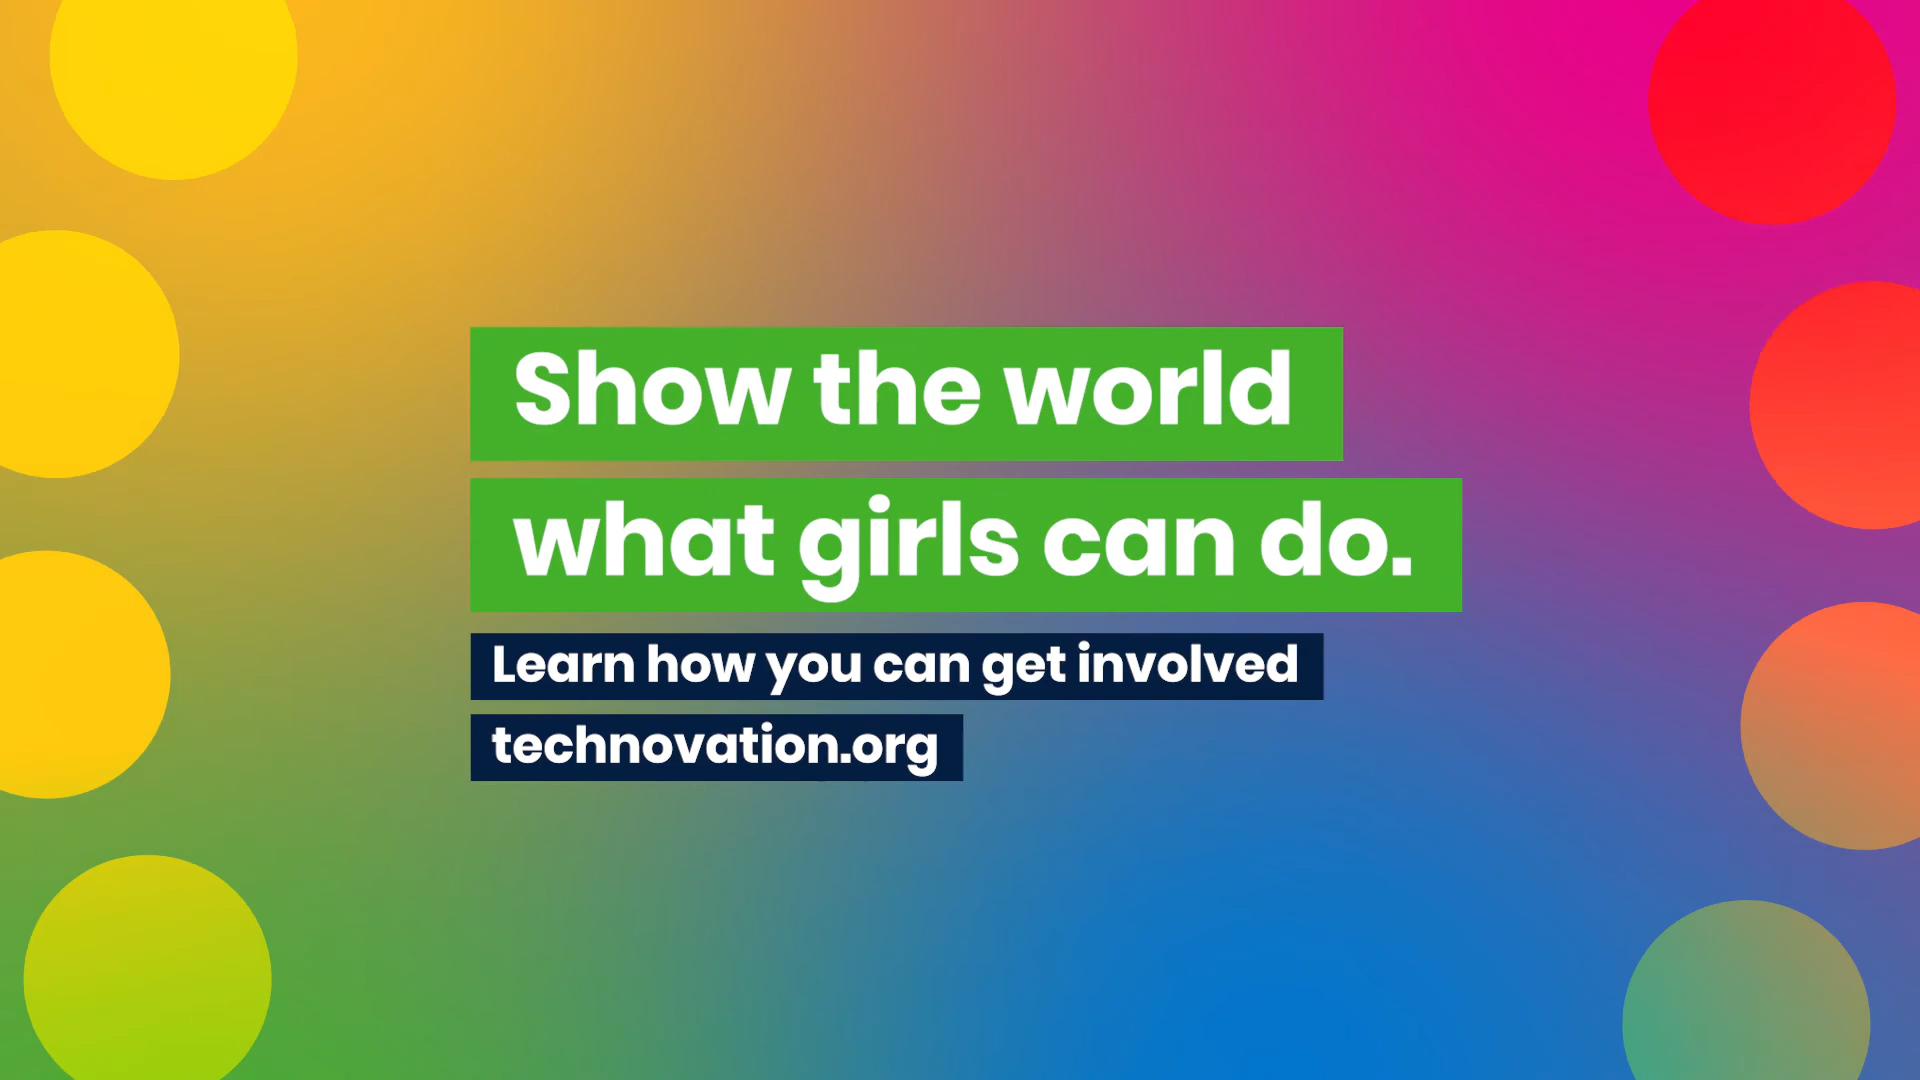 Show the world
what girls can do.
Learn how you can get involved
technovation.org